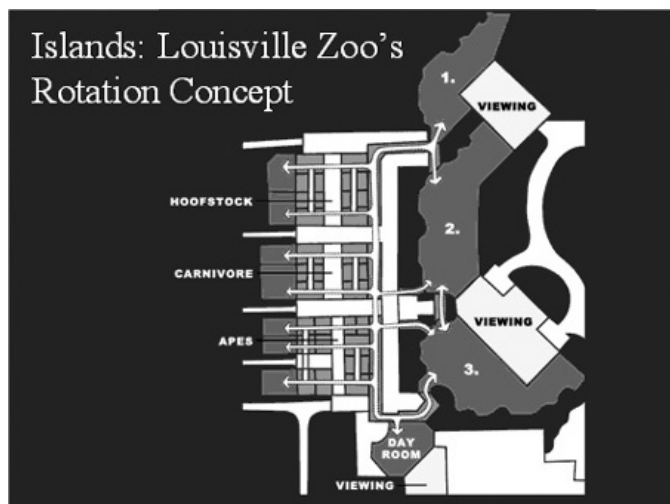 Islands: Louisville Zoo's
Rotation Concept
1.
VIEWING
HOOFSTOCK
2.
CARNIVORE
VIEWING
APES
3.
DAY
ROOM
VIEWING